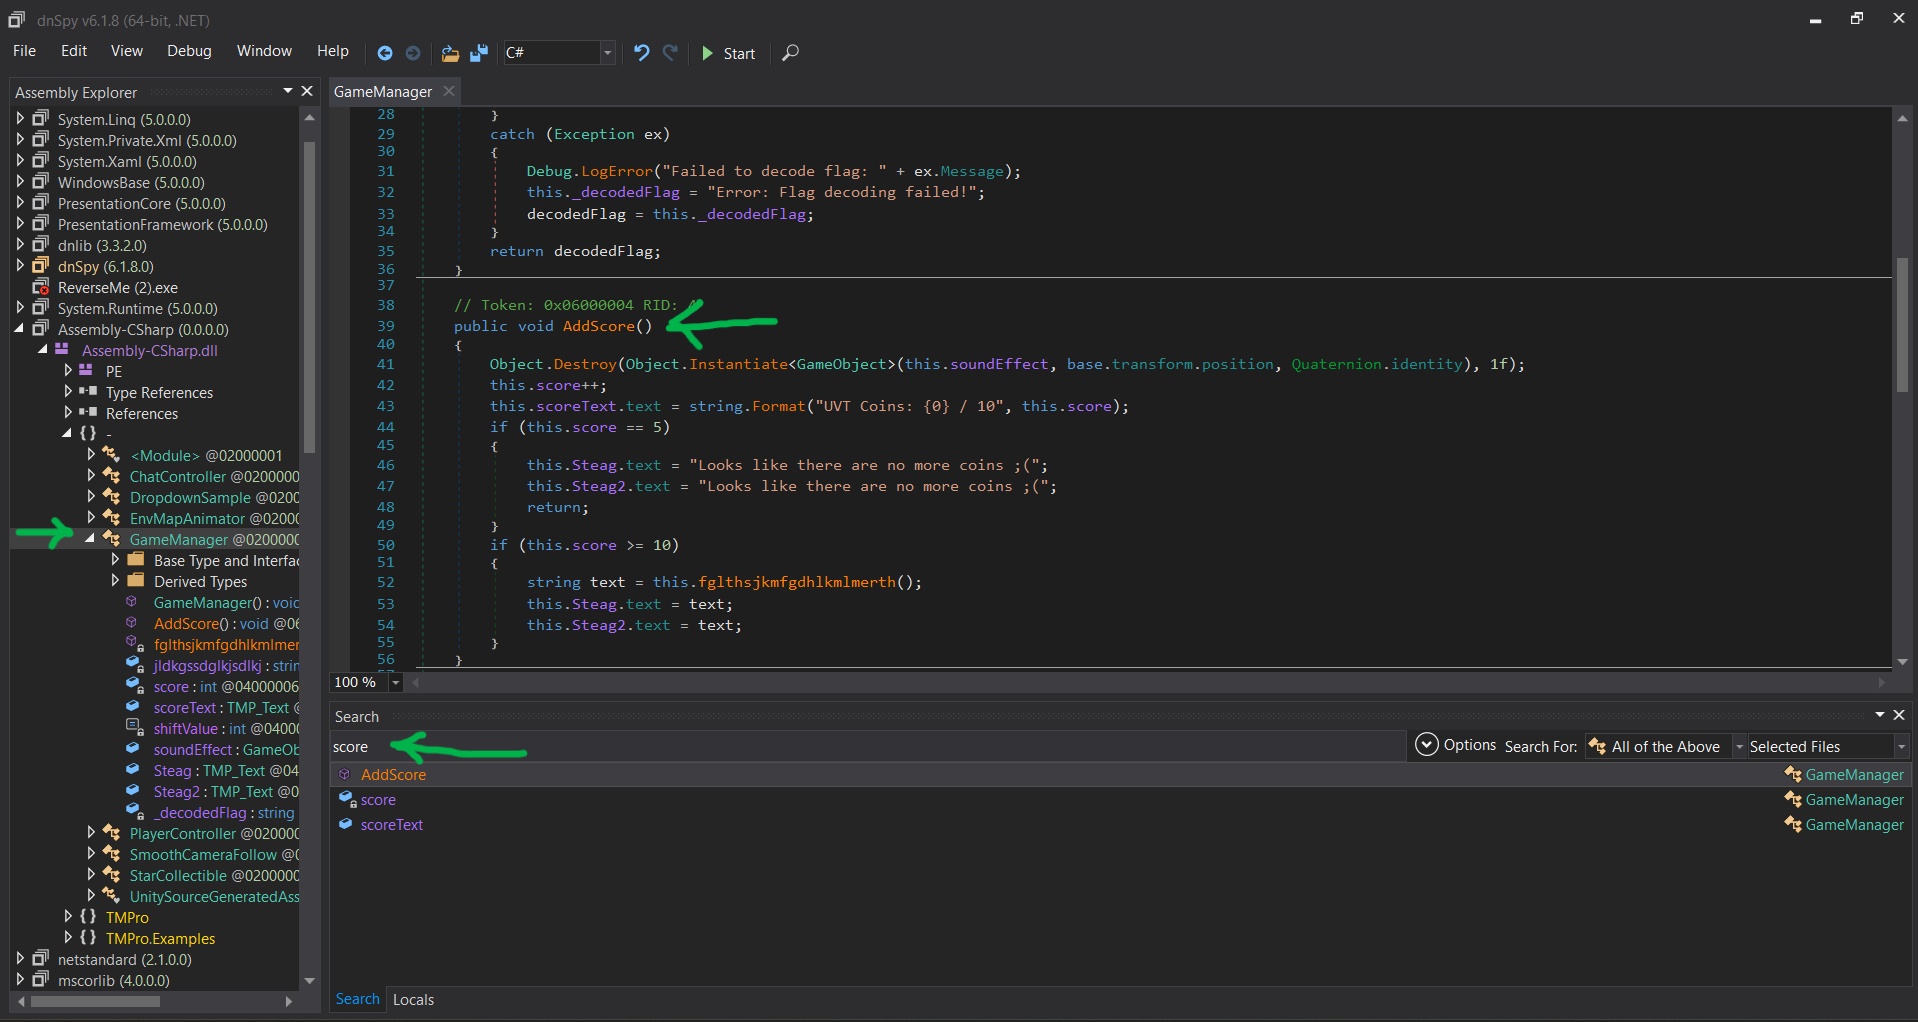 dnSpy v6.1.8 (64-bit, .NET)
File Edit View Debug Window Help C# Start
Assembly Explorer
System.Linq (5.0.0.0)
System.Private.Xml (5.0.0.0)
System.Xaml (5.0.0.0)
WindowsBase (5.0.0.0)
PresentationCore (5.0.0.0)
PresentationFramework (5.0.0.0)
dnlib (3.3.2.0)
dnSpy (6.1.8.0)
ReverseMe (2).exe
System.Runtime (5.0.0.0)
Assembly-CSharp (0.0.0.0)
Assembly-CSharp.dll
PE
Type References
References
{ } -
<Module> @02000001
ChatController @0200000
DropdownSample @0200
EnvMapAnimator @02000
GameManager @0200000
Base Type and Interfac
Derived Types
GameManager() : void
AddScore() : void @06
fglthsjkmfgdhlkmlmer
jldkgssdglkjsdlkj : strin
score : int @04000006
scoreText : TMP_Text @
shiftValue : int @0400
soundEffect : GameOb
Steag : TMP_Text @04
Steag2 : TMP_Text @0
_decodedFlag : string
PlayerController @02000
SmoothCameraFollow @0
StarCollectible @0200000
UnitySourceGeneratedAss
{ } TMPro
{ } TMPro.Examples
netstandard (2.1.0.0)
mscorlib (4.0.0.0)
GameManager
28 }
29 catch (Exception ex)
30 {
31 Debug.LogError("Failed to decode flag: " + ex.Message);
32 this._decodedFlag = "Error: Flag decoding failed!";
33 decodedFlag = this._decodedFlag;
34 }
35 return decodedFlag;
36 }
37
38 // Token: 0x06000004 RID: 4
39 public void AddScore()
40 {
41 Object.Destroy(Object.Instantiate<GameObject>(this.soundEffect, base.transform.position, Quaternion.identity), 1f);
42 this.score++;
43 this.scoreText.text = string.Format("UVT Coins: {0} / 10", this.score);
44 if (this.score == 5)
45 {
46 this.Steag.text = "Looks like there are no more coins ;(";
47 this.Steag2.text = "Looks like there are no more coins ;(";
48 return;
49 }
50 if (this.score >= 10)
51 {
52 string text = this.fglthsjkmfgdhlkmlmerth();
53 this.Steag.text = text;
54 this.Steag2.text = text;
55 }
56 }
100 %
Search
score Options Search For: All of the Above Selected Files
AddScore GameManager
score GameManager
scoreText GameManager
Search Locals